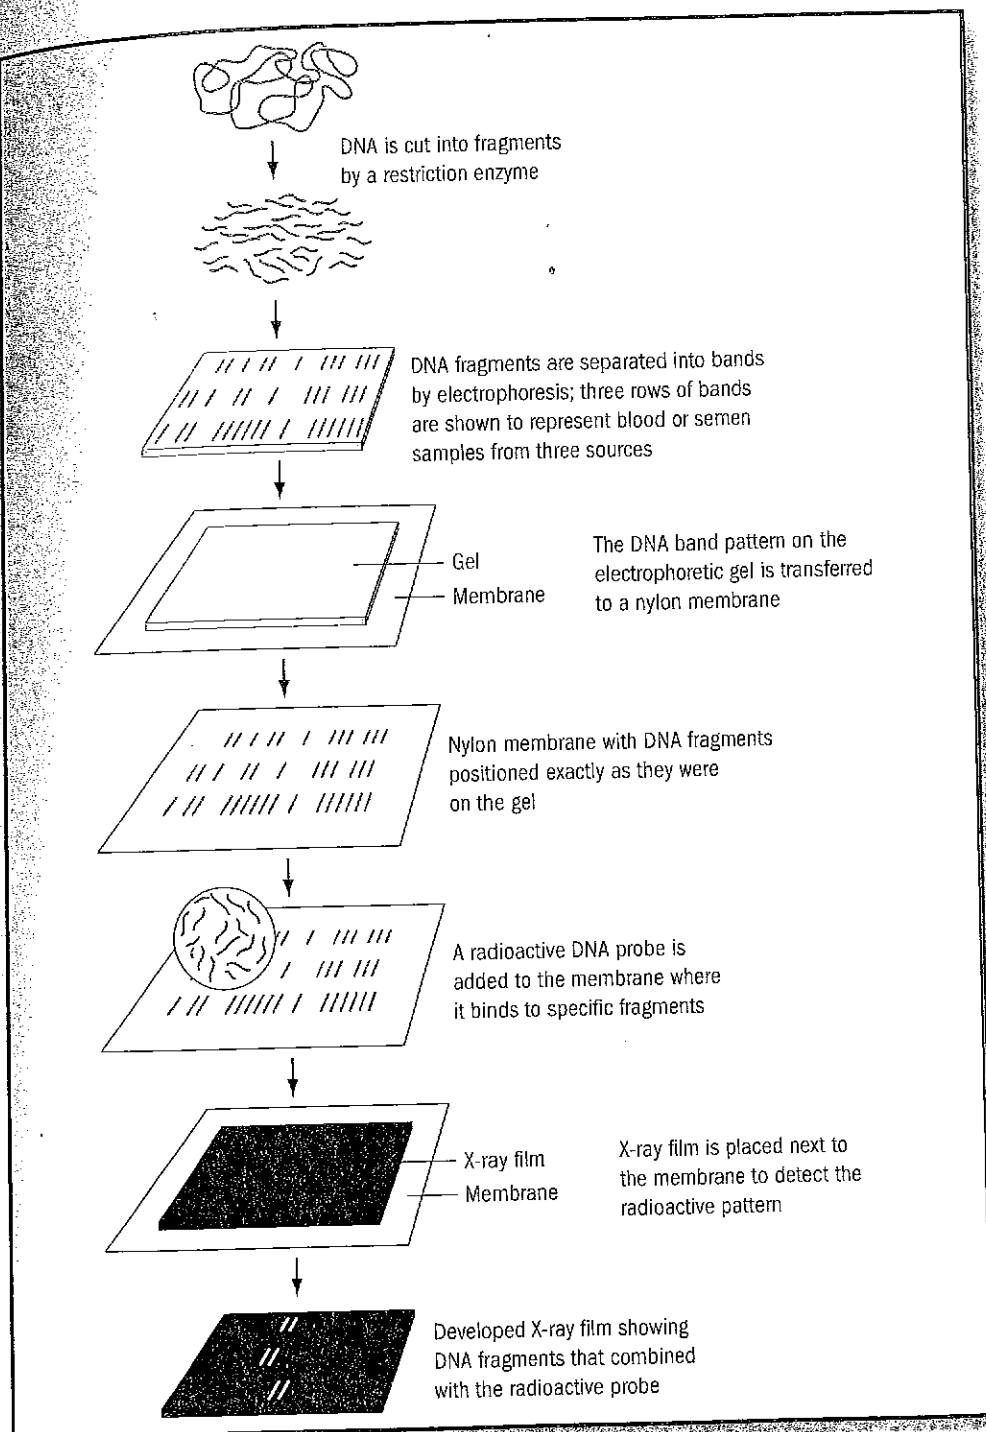 DNA is cut into fragments
by a restriction enzyme
DNA fragments are separated into bands
by electrophoresis; three rows of bands
are shown to represent blood or semen
samples from three sources
Gel
Membrane
The DNA band pattern on the
electrophoretic gel is transferred
to a nylon membrane
Nylon membrane with DNA fragments
positioned exactly as they were
on the gel
A radioactive DNA probe is
added to the membrane where
it binds to specific fragments
X-ray film
Membrane
X-ray film is placed next to
the membrane to detect the
radioactive pattern
Developed X-ray film showing
DNA fragments that combined
with the radioactive probe